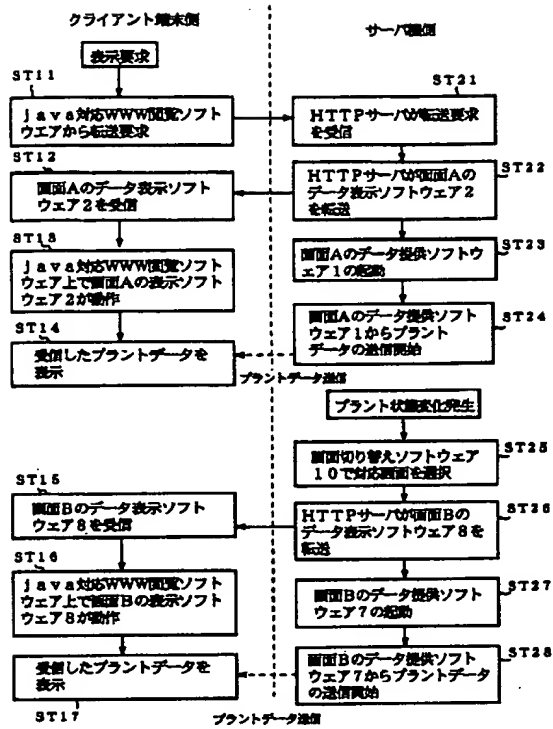 クライアント端末側
サーバ機側
表示要求
ST11
java対応WWW閲覧ソフト
ウエアから転送要求
ST21
HTTPサーバが転送要求
を受信
ST12
画面Aのデータ表示ソフト
ウェア2を受信
ST22
HTTPサーバが画面Aの
データ表示ソフトウェア2
を転送
ST13
java対応WWW閲覧ソフト
ウェア上で画面Aの表示ソフト
ウェア2が動作
ST23
画面Aのデータ提供ソフトウ
ェア1の起動
ST14
受信したプラントデータを
表示
ST24
画面Aのデータ提供ソフト
ウェア1からプラント
データの送信開始
プラントデータ送信
プラント状態変化発生
ST25
画面切り替えソフトウェア
10で対応画面を選択
ST15
画面Bのデータ表示ソフト
ウェア8を受信
ST26
HTTPサーバが画面Bの
データ表示ソフトウェア8を
転送
ST16
java対応WWW閲覧ソフト
ウェア上で画面Bの表示ソフト
ウェア8が動作
ST27
画面Bのデータ提供ソフト
ウェア7の起動
受信したプラントデータを
表示
ST17
ST28
画面Bのデータ提供ソフト
ウェア7からプラントデータ
の送信開始
プラントデータ送信